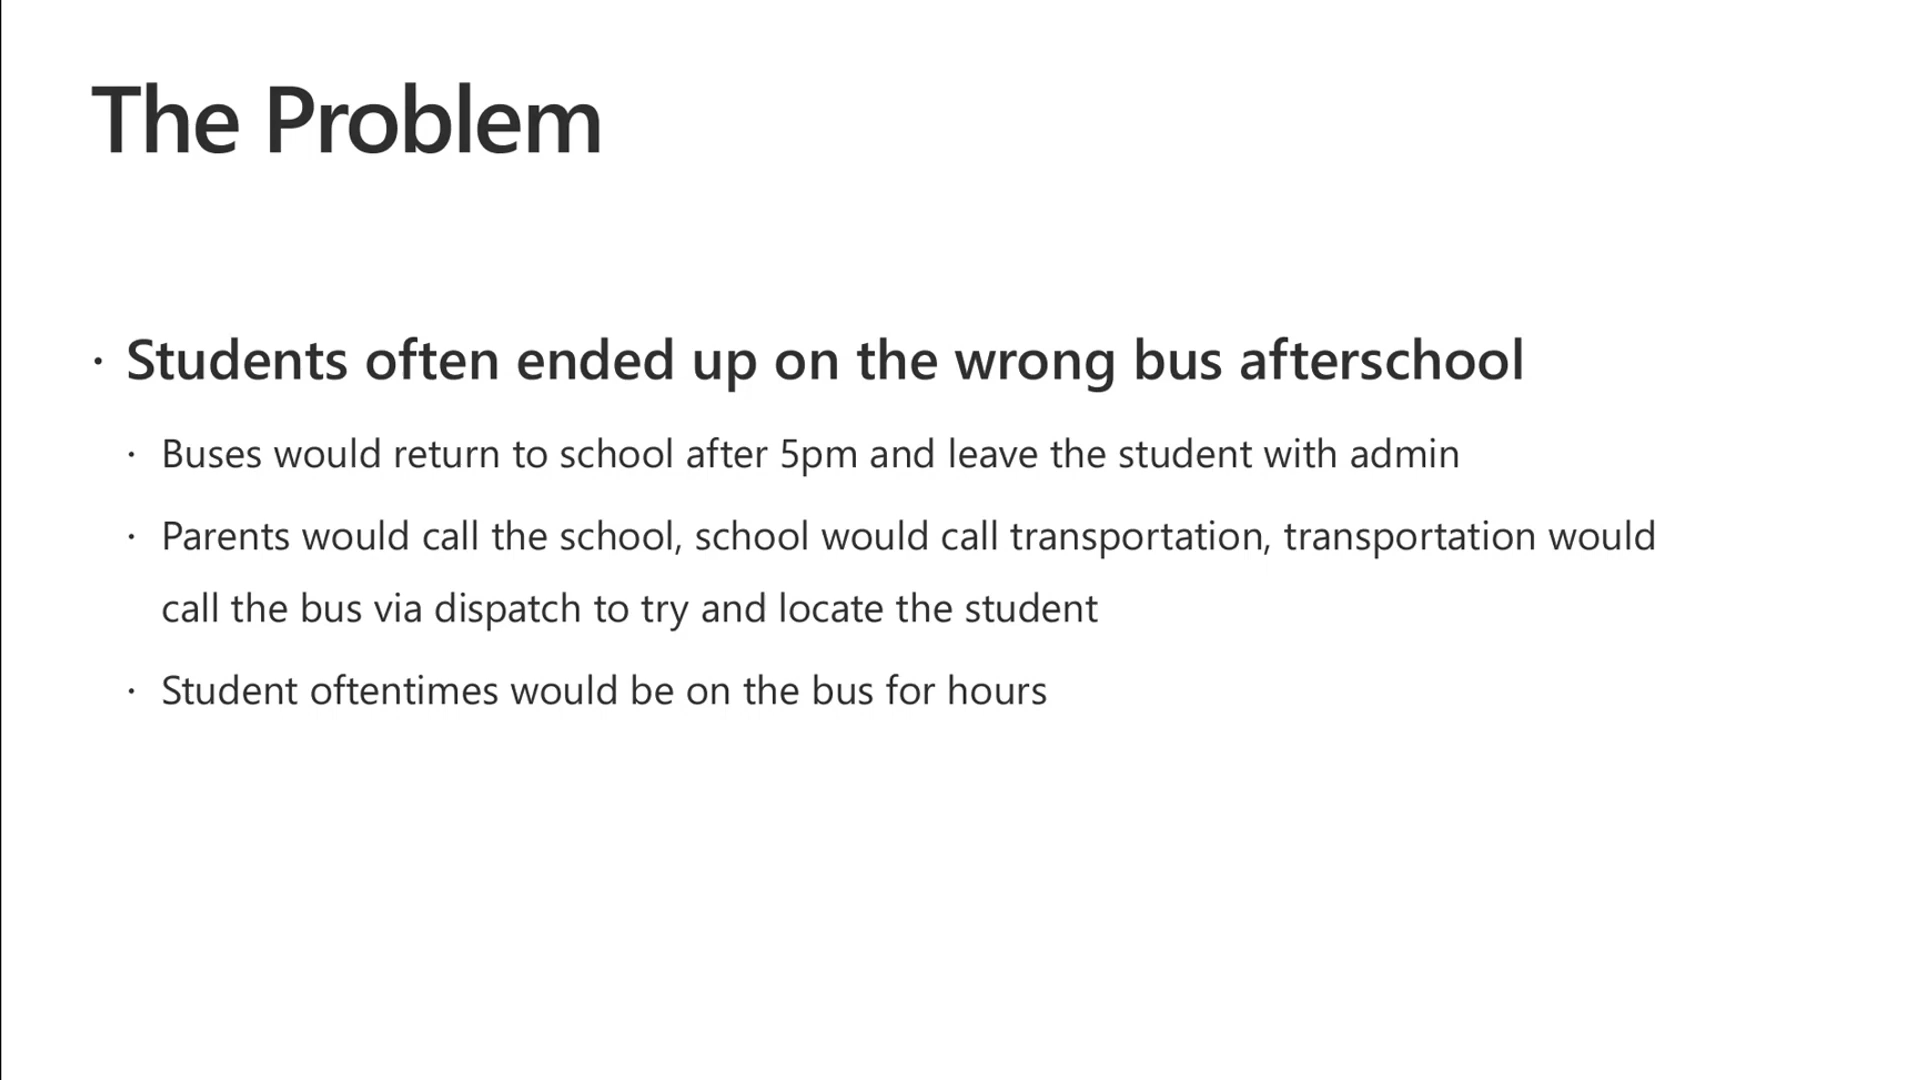 The Problem
· Students often ended up on the wrong bus afterschool
· Buses would return to school after 5pm and leave the student with admin
· Parents would call the school, school would call transportation, transportation would
call the bus via dispatch to try and locate the student
· Student oftentimes would be on the bus for hours